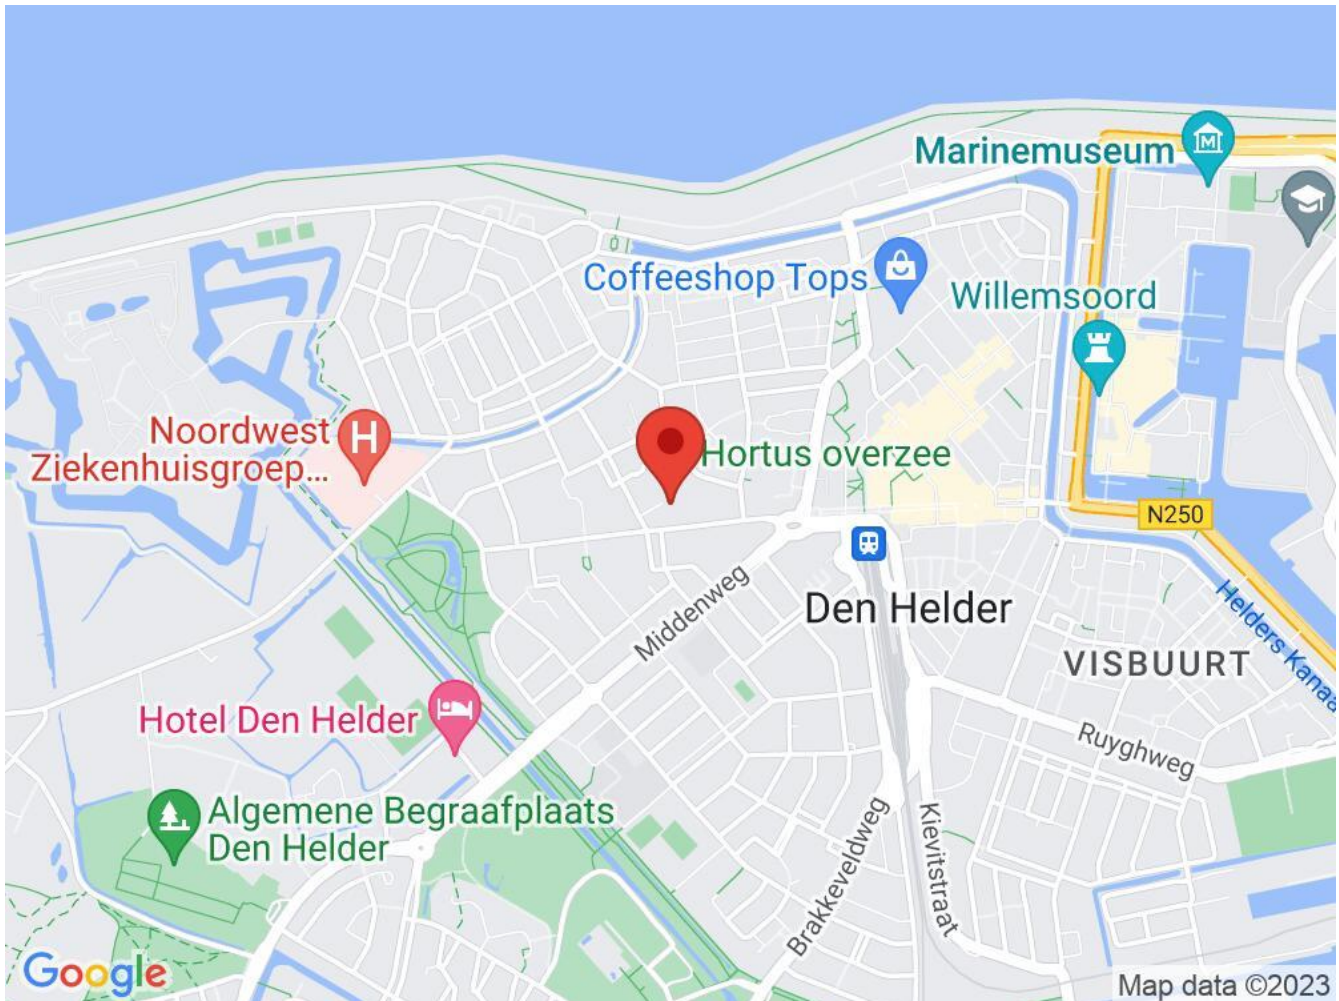 Marinemuseum
M
Coffeeshop Tops
Willemsoord
Noordwest
Ziekenhuisgroep...
H
Hortus overzee
N250
Middenweg
Den Helder
Helders Kanaa
VISBUURT
Hotel Den Helder
Ruyghweg
Algemene Begraafplaats
Den Helder
Brakkeveldweg
Kievitstraat
Google
Map data ©2023